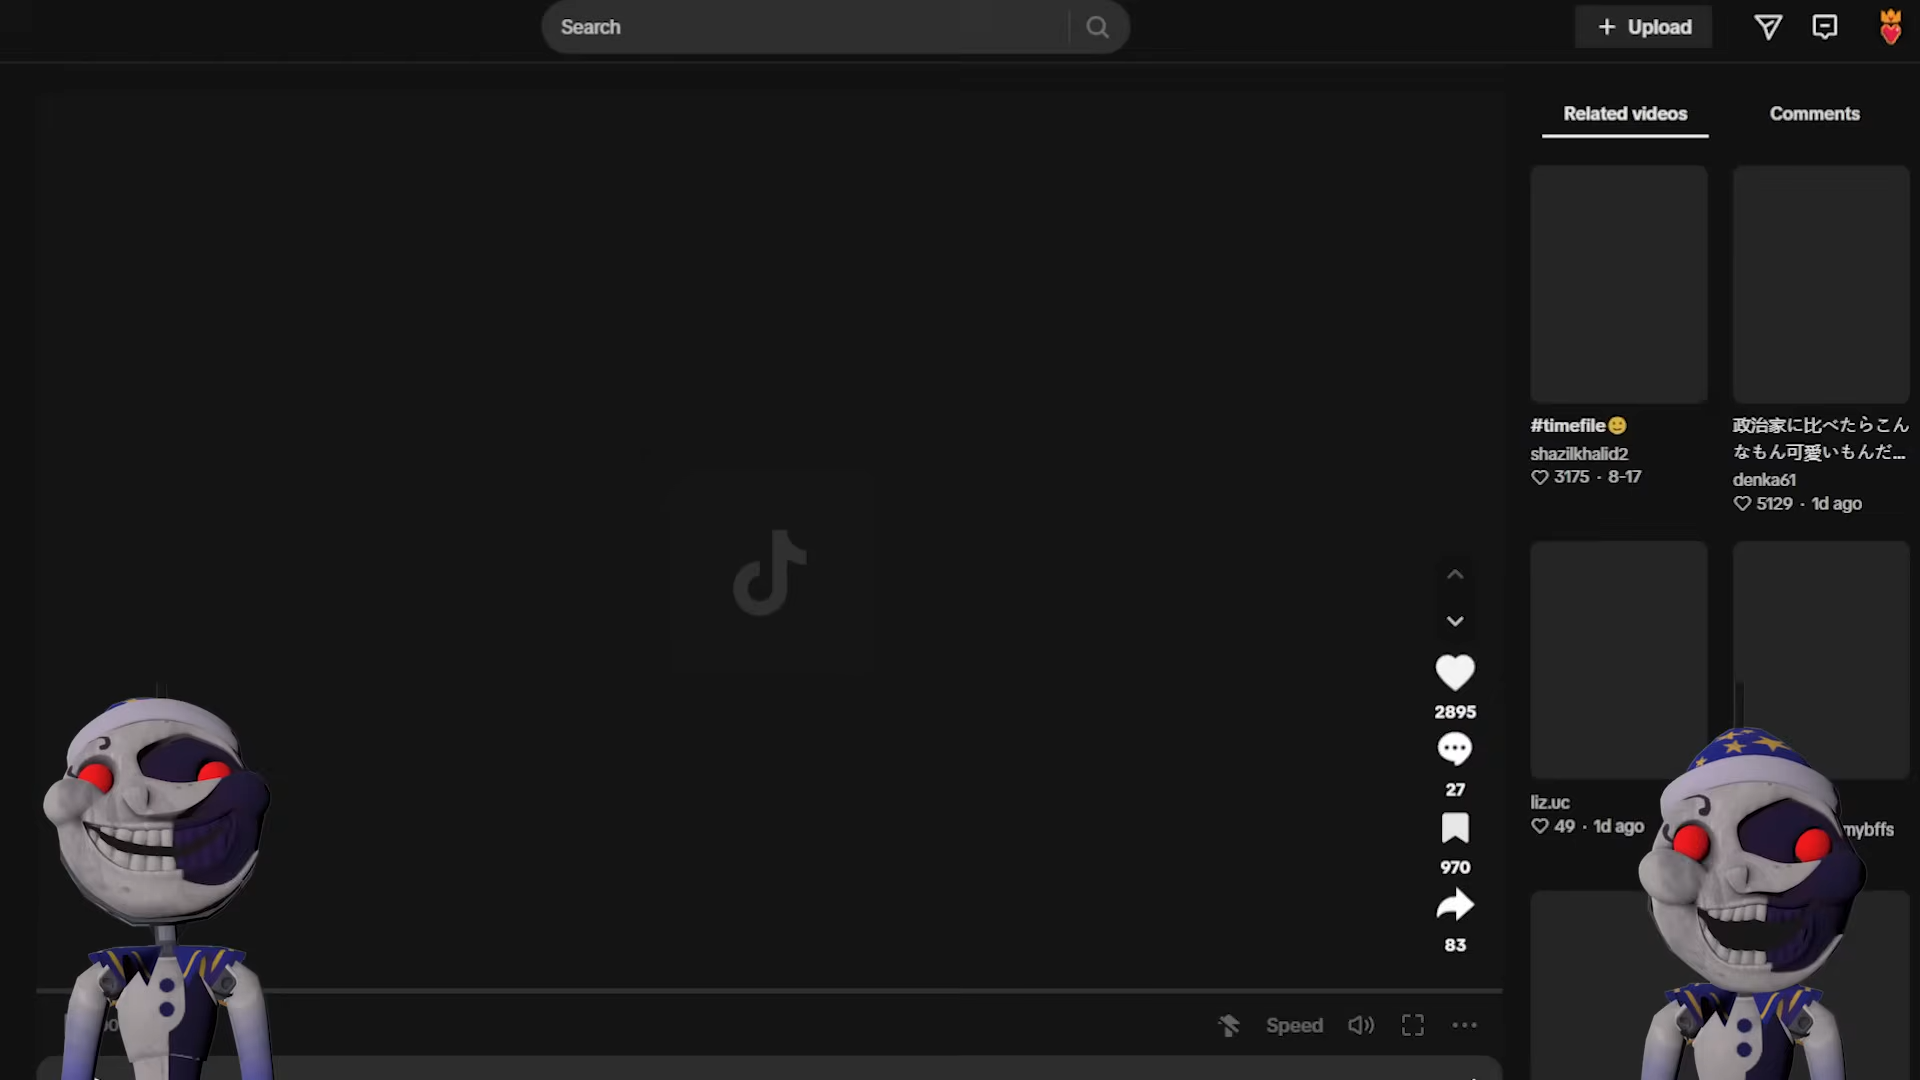 Search
Upload
Related videos
Comments
#timefile
shazilkhalid2
3175 · 8-17
政治家に比べたらこん
なもん可愛いもんだ...
denka61
5129 · 1d ago
2895
27
970
83
liz.uc
49 · 1d ago
mybffs
Speed